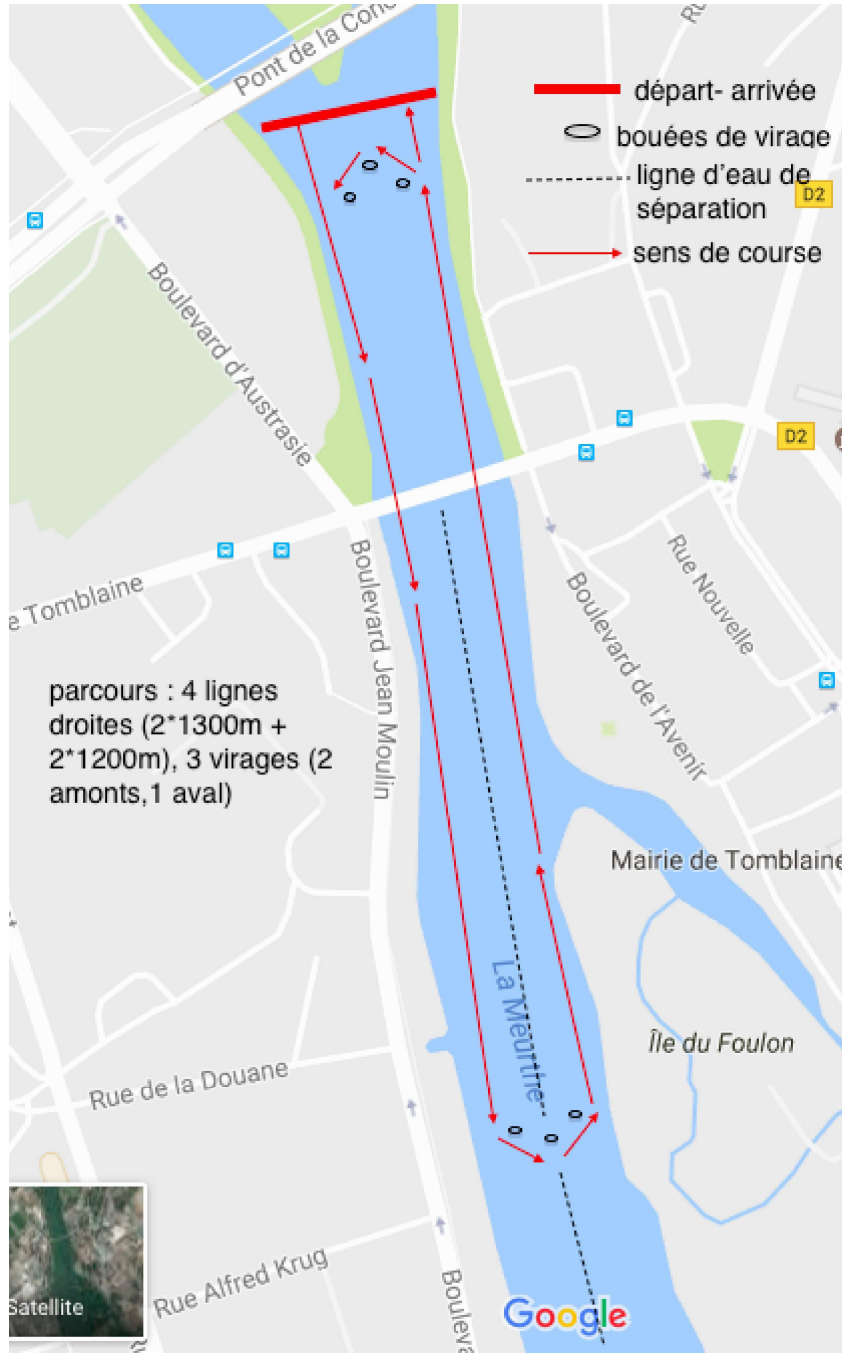 Pont de la Conc
départ- arrivée
bouées de virage
ligne d'eau de
séparation
D2
sens de course
Boulevard d'Austrasie
D2
e Tomblaine
Boulevard Jean Moulin
Rue Nouvelle
Boulevard de l'Avenir
parcours : 4 lignes
droites (2*1300m +
2*1200m), 3 virages (2
amonts,1 aval)
Mairie de Tomblaine
La Meurthe
Île du Foulon
Rue de la Douane
Rue Alfred Krug
Bouleva
Satellite
Google